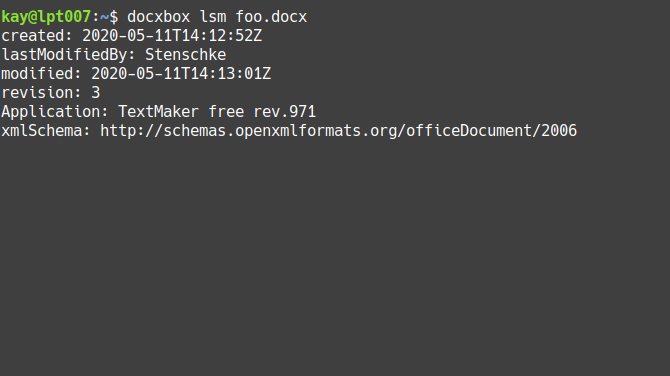 kay@lpt007:~$ docxbox lsm foo.docx
created: 2020-05-11T14:12:52Z
lastModifiedBy: Stenschke
modified: 2020-05-11T14:13:01Z
revision: 3
Application: TextMaker free rev.971
xmlSchema: http://schemas.openxmlformats.org/officeDocument/2006